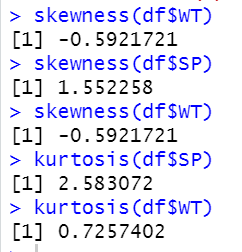 > skewness(df$WT)
[1] -0.5921721
> skewness(df$SP)
[1] 1.552258
> skewness(df$WT)
[1] -0.5921721
> kurtosis(df$SP)
[1] 2.583072
> kurtosis(df$WT)
[1] 0.7257402